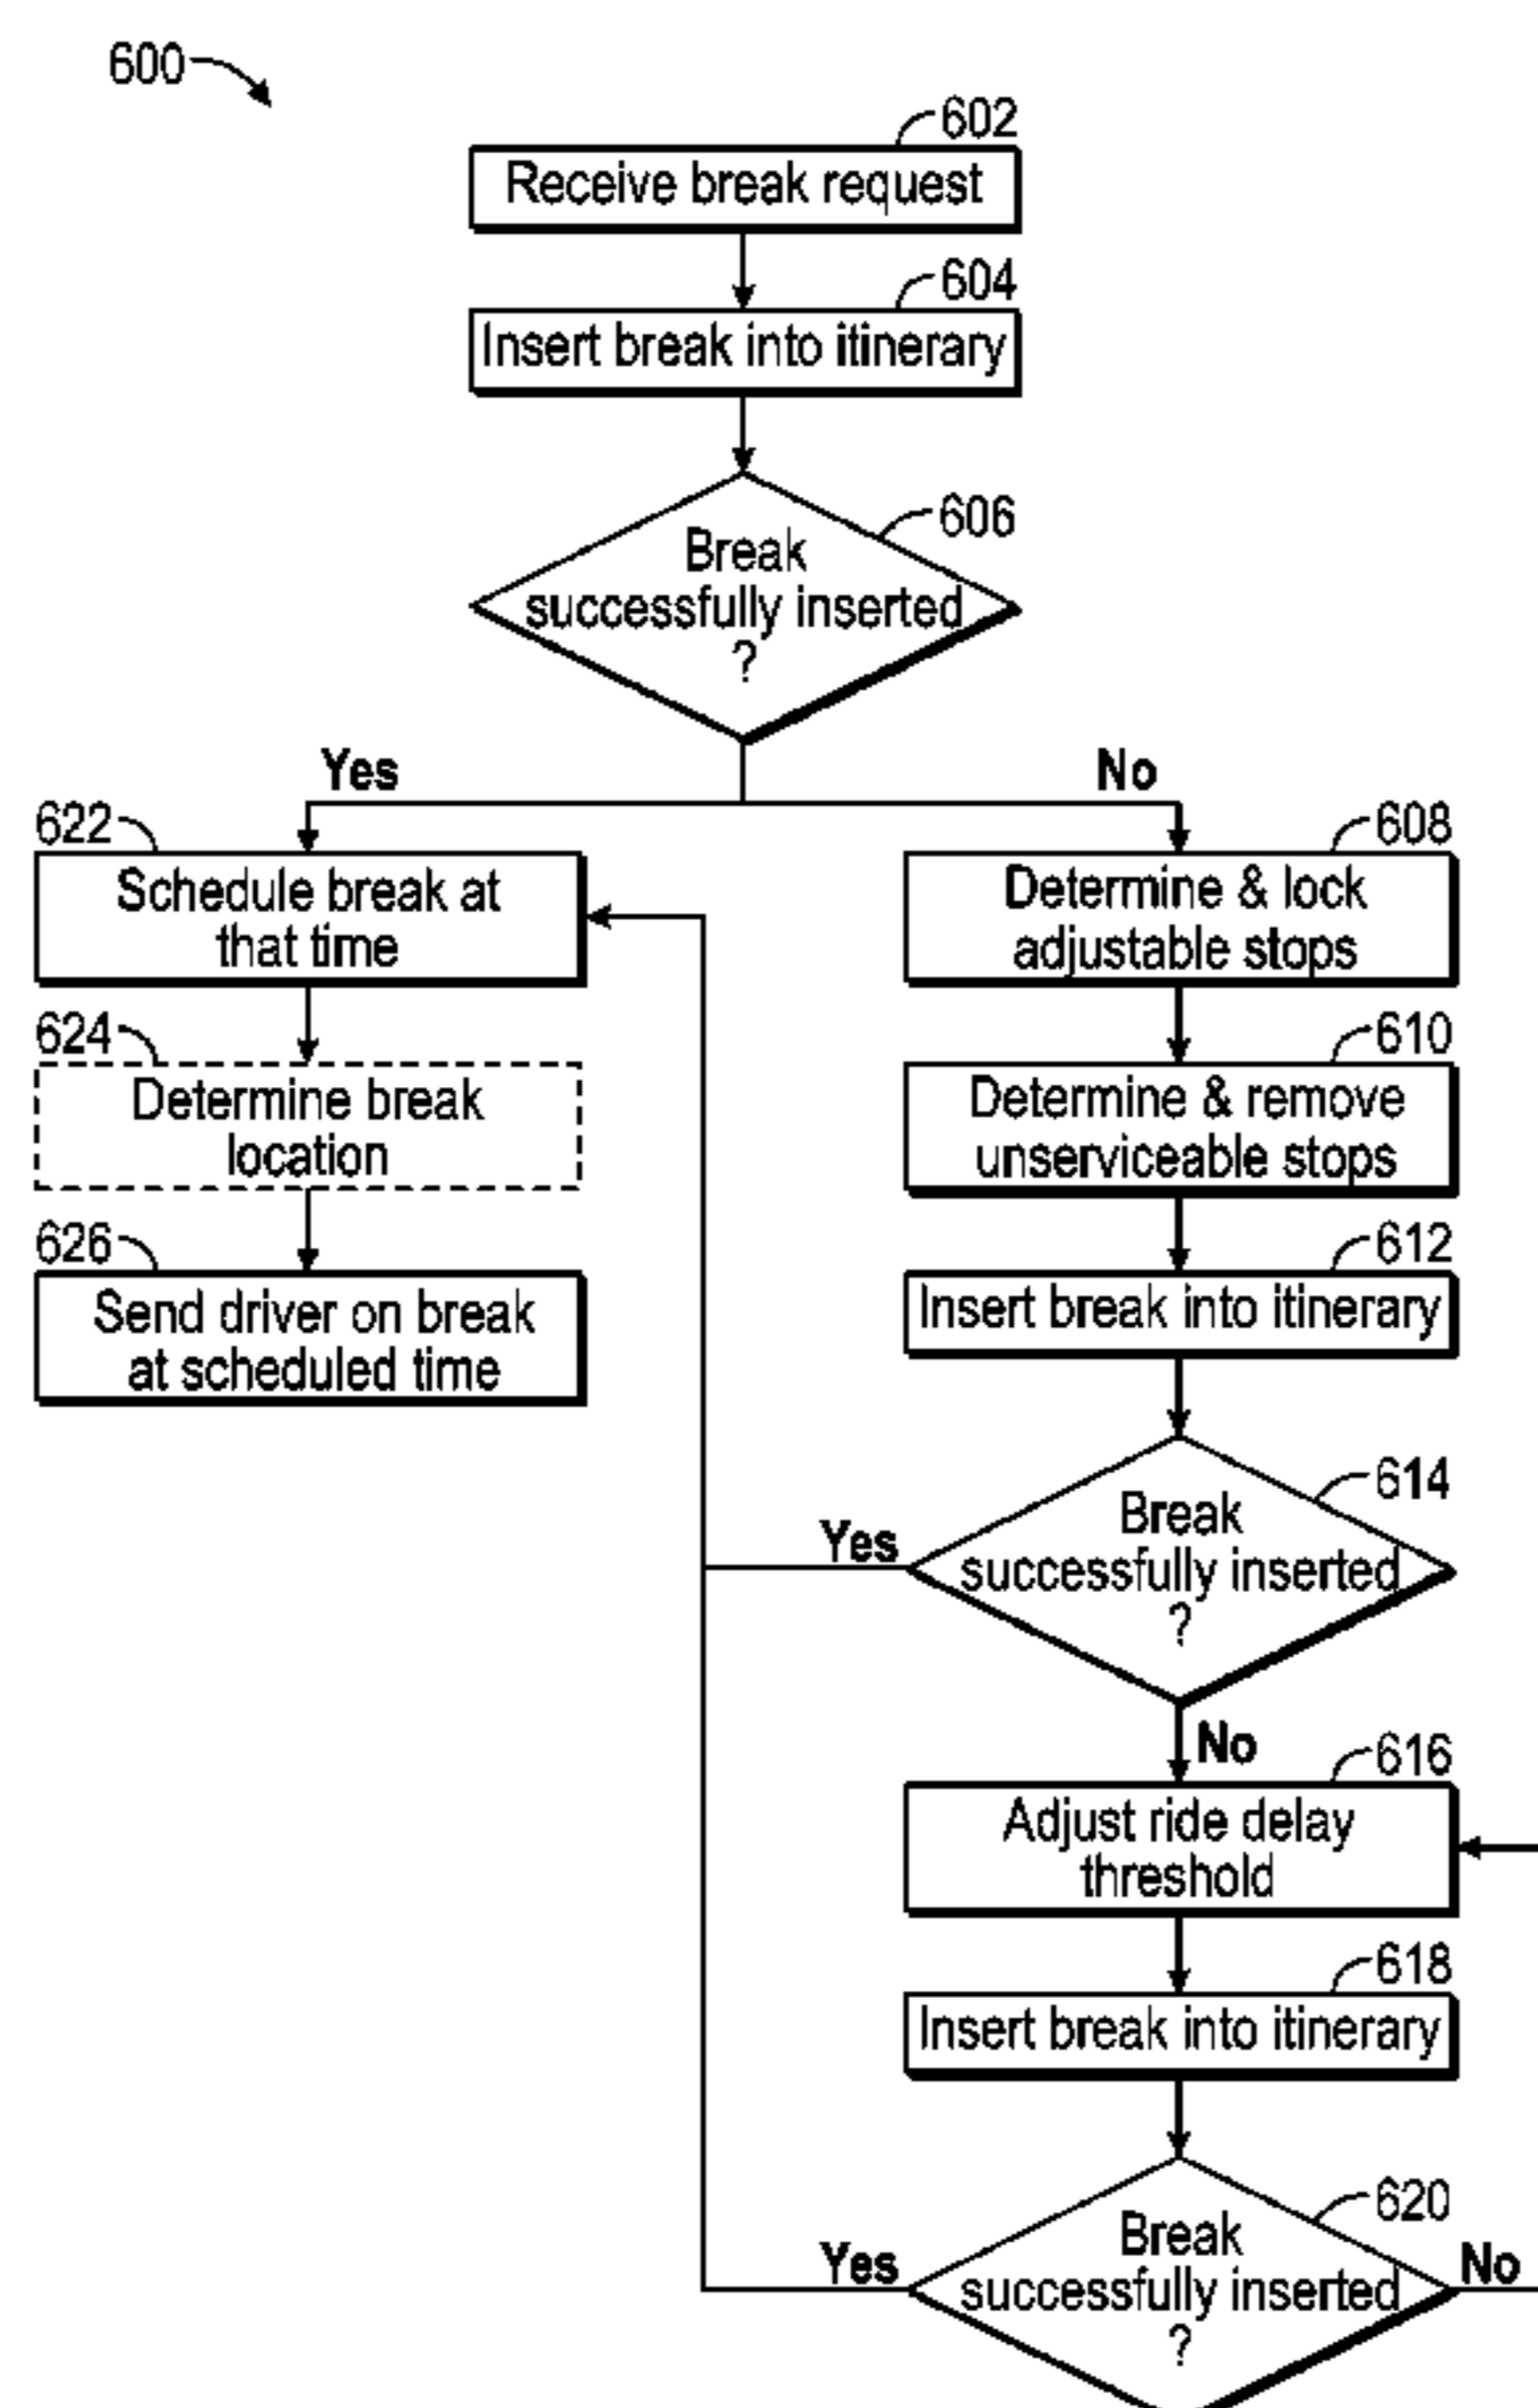 600
602
Receive break request
604
Insert break into itinerary
606
Break
successfully inserted
?
Yes
No
622
Schedule break at
that time
624
Determine break
location
626
Send driver on break
at scheduled time
608
Determine & lock
adjustable stops
610
Determine & remove
unserviceable stops
612
Insert break into itinerary
614
Break
successfully inserted
?
Yes
No
616
Adjust ride delay
threshold
618
Insert break into itinerary
620
Break
successfully inserted
?
Yes
No